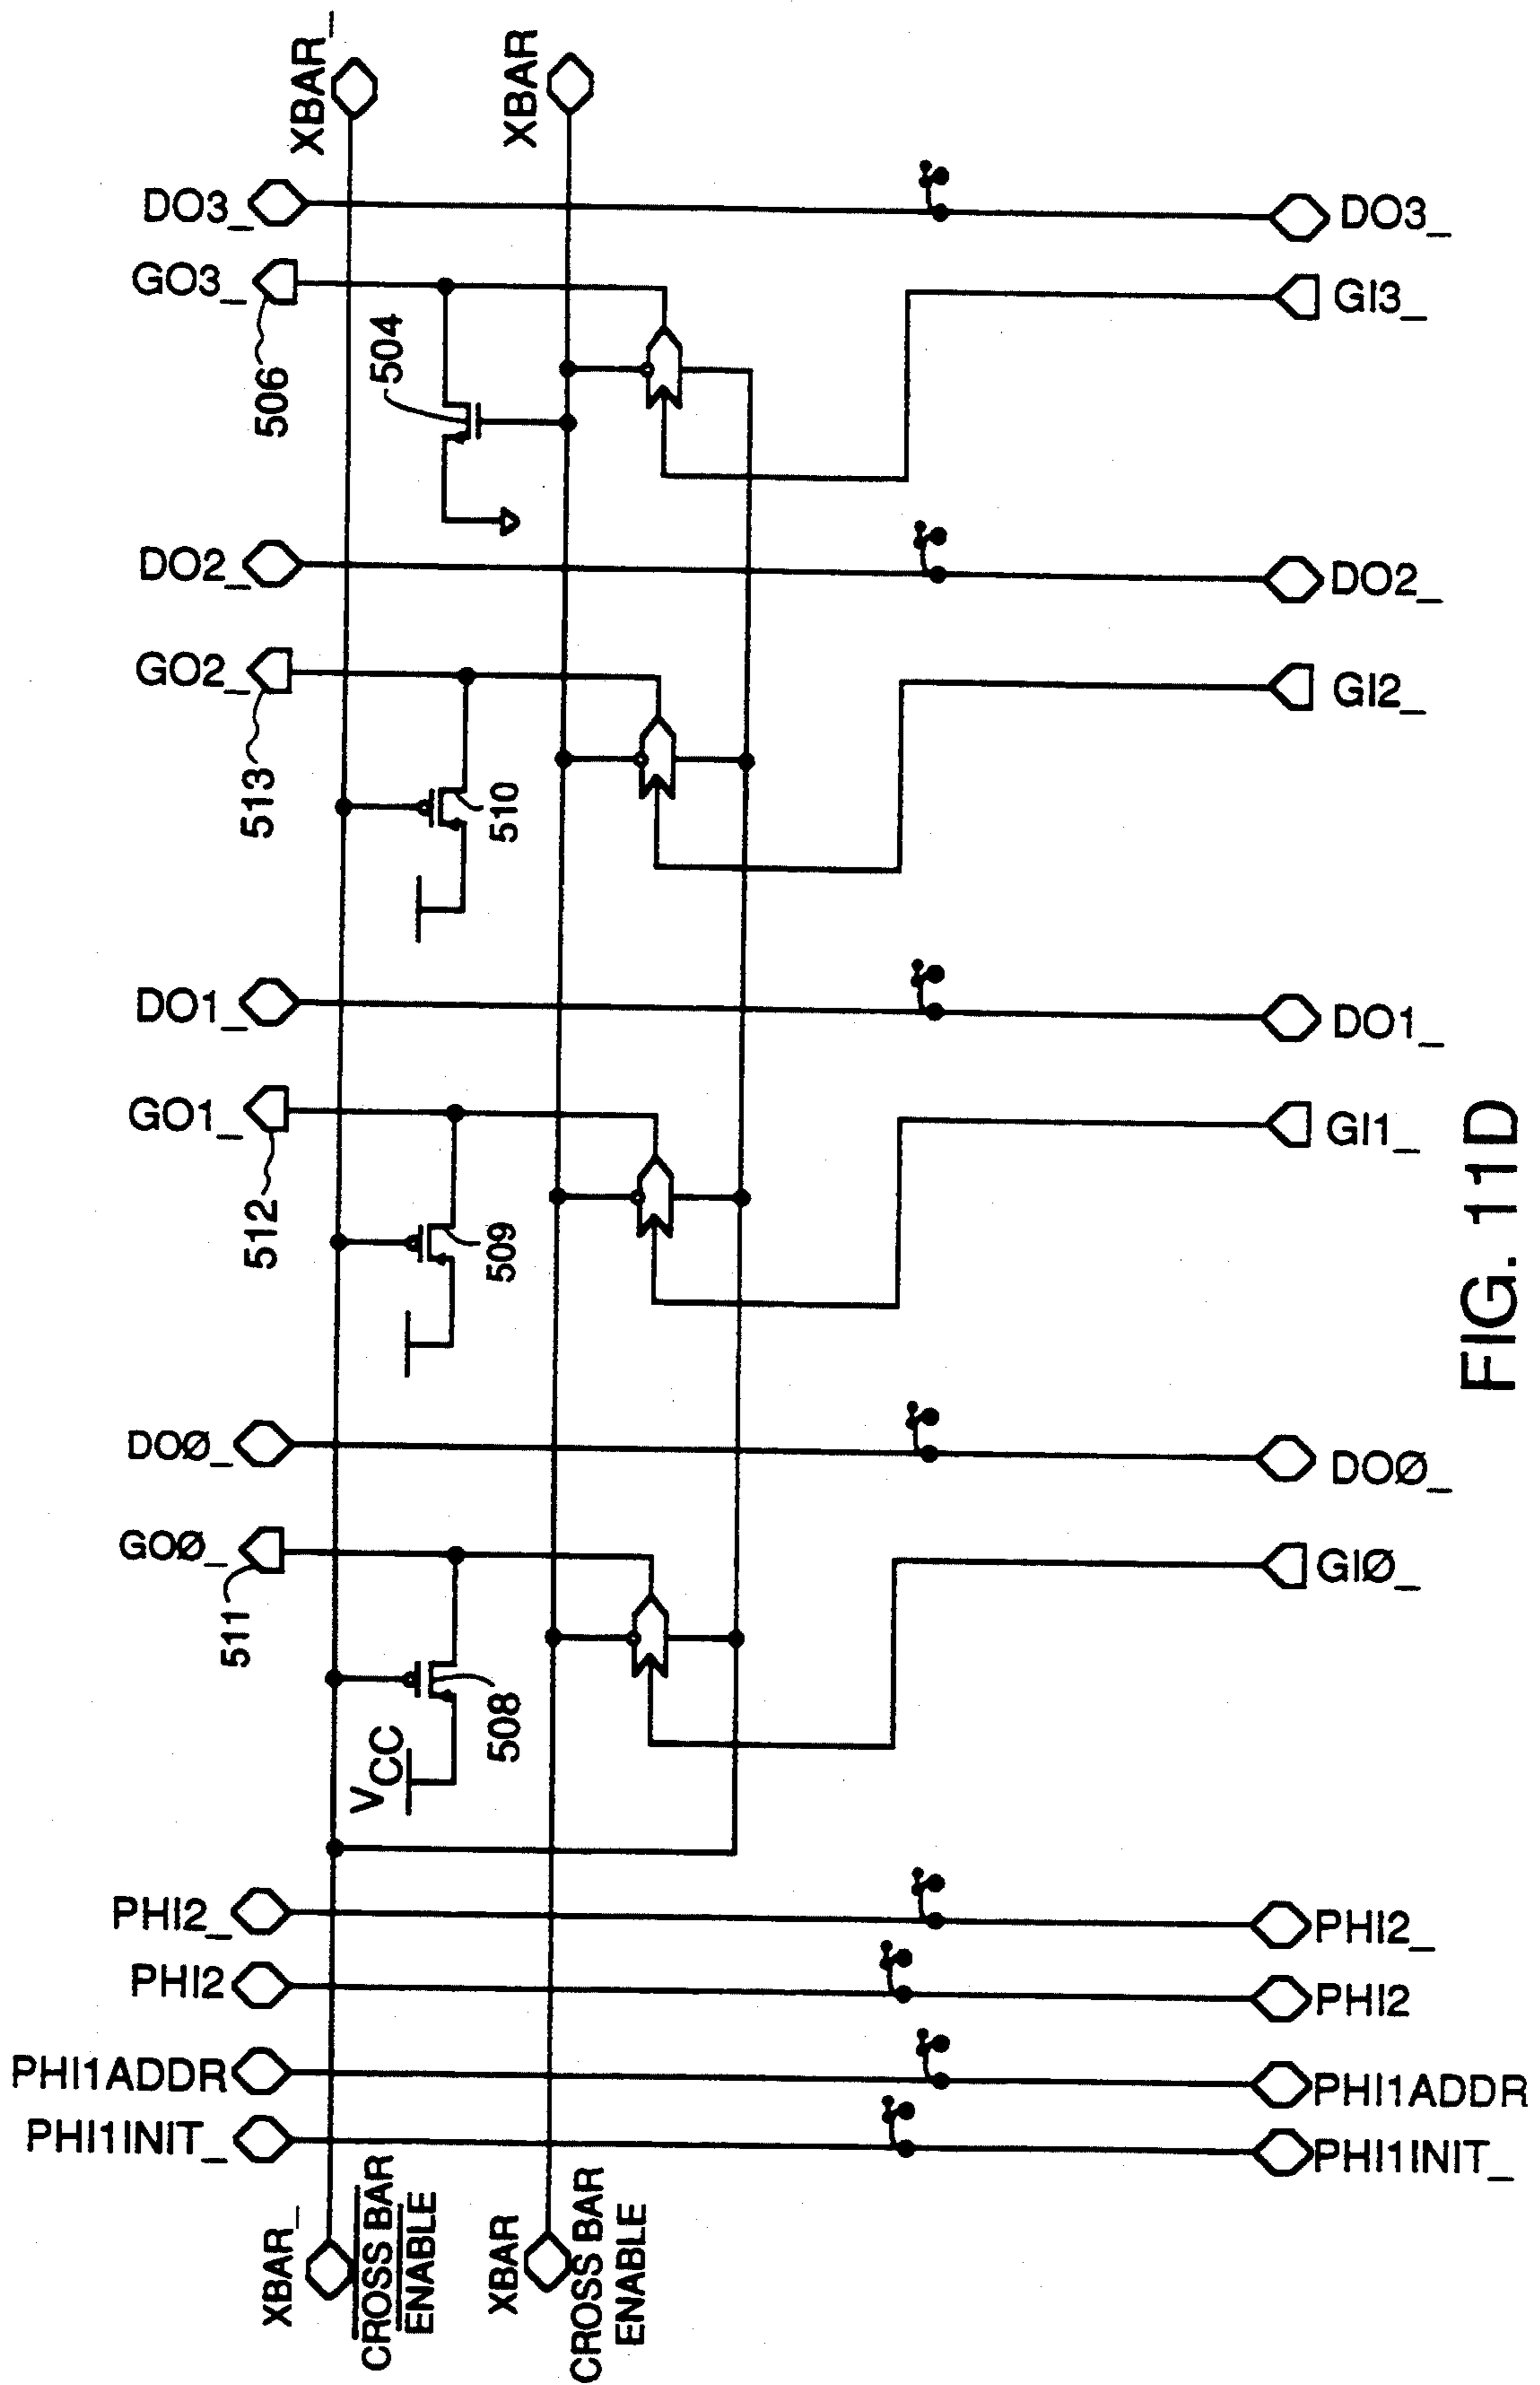 XBAR_
XBAR
DO3_
GO3_
506
504
DO2_
GO2_
513
510
DO1_
GO1_
512
509
DOØ_
GOØ_
511
508
VCC
PHI2_
PHI2
PHI1ADDR
PHI1INIT_
XBAR_
CROSS BAR
ENABLE
XBAR
CROSS BAR
ENABLE
DO3_
GI3_
DO2_
GI2_
DO1_
GI1_
DOØ_
GIØ_
PHI2_
PHI2
PHI1ADDR
PHI1INIT_
FIG. 11D